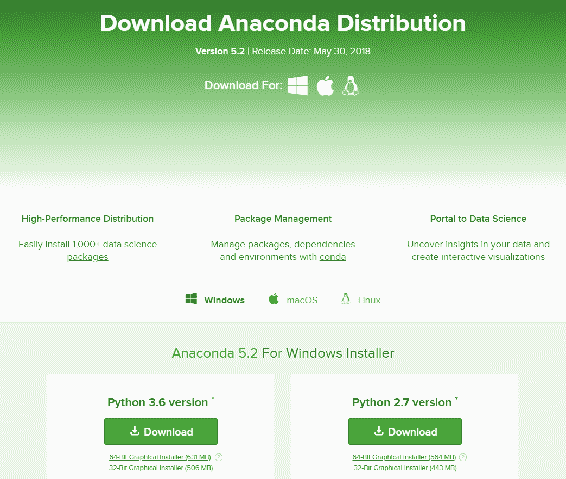 Download Anaconda Distribution
Version 5.2 | Release Date: May 30, 2018
Download For:
High-Performance Distribution
Package Management
Portal to Data Science
Easily install 1,000+ data science
packages
Manage packages, dependencies
and environments with conda
Uncover insights in your data and
create interactive visualizations
Windows
macOS
Linux
Anaconda 5.2 For Windows Installer
Python 3.6 version *
Python 2.7 version *
Download
Download
64-Bit Graphical Installer (631 MB) ?
64-Bit Graphical Installer (564 MB) ?
32-Bit Graphical Installer (506 MB)
32-Bit Graphical Installer (443 MB)